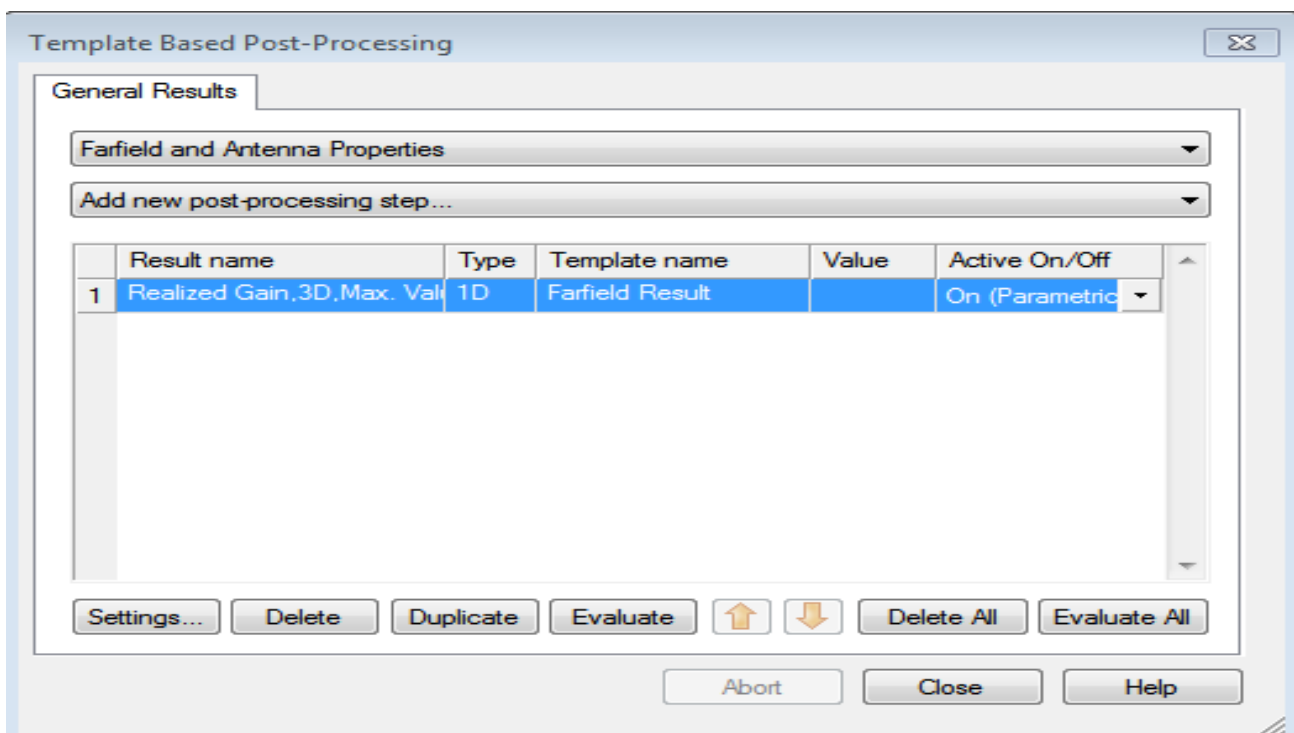 Template Based Post-Processing
General Results
Farfield and Antenna Properties
Add new post-processing step...
Result name Type Template name Value Active On/Off
1 Realized Gain,3D,Max. Valu 1D Farfield Result On (Parametric
Settings... Delete Duplicate Evaluate Delete All Evaluate All
Abort Close Help